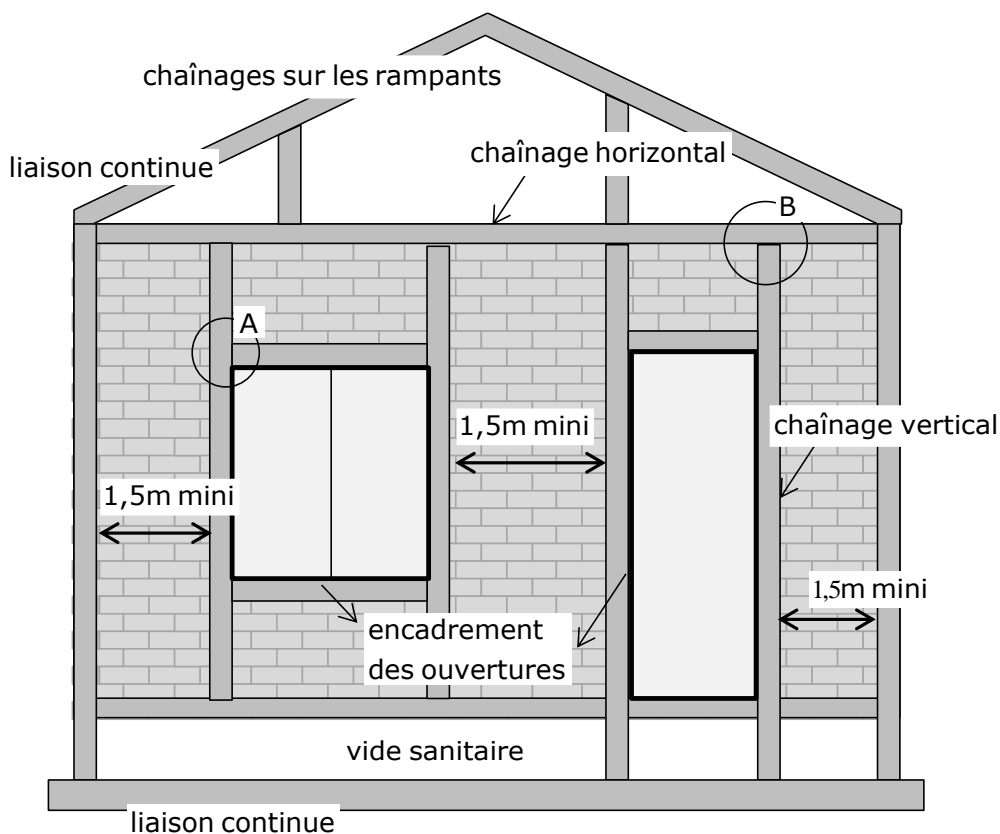 chaînages sur les rampants
chaînage horizontal
liaison continue
B
A
1,5m mini
chaînage vertical
1,5m mini
1,5m mini
encadrement
des ouvertures
vide sanitaire
liaison continue